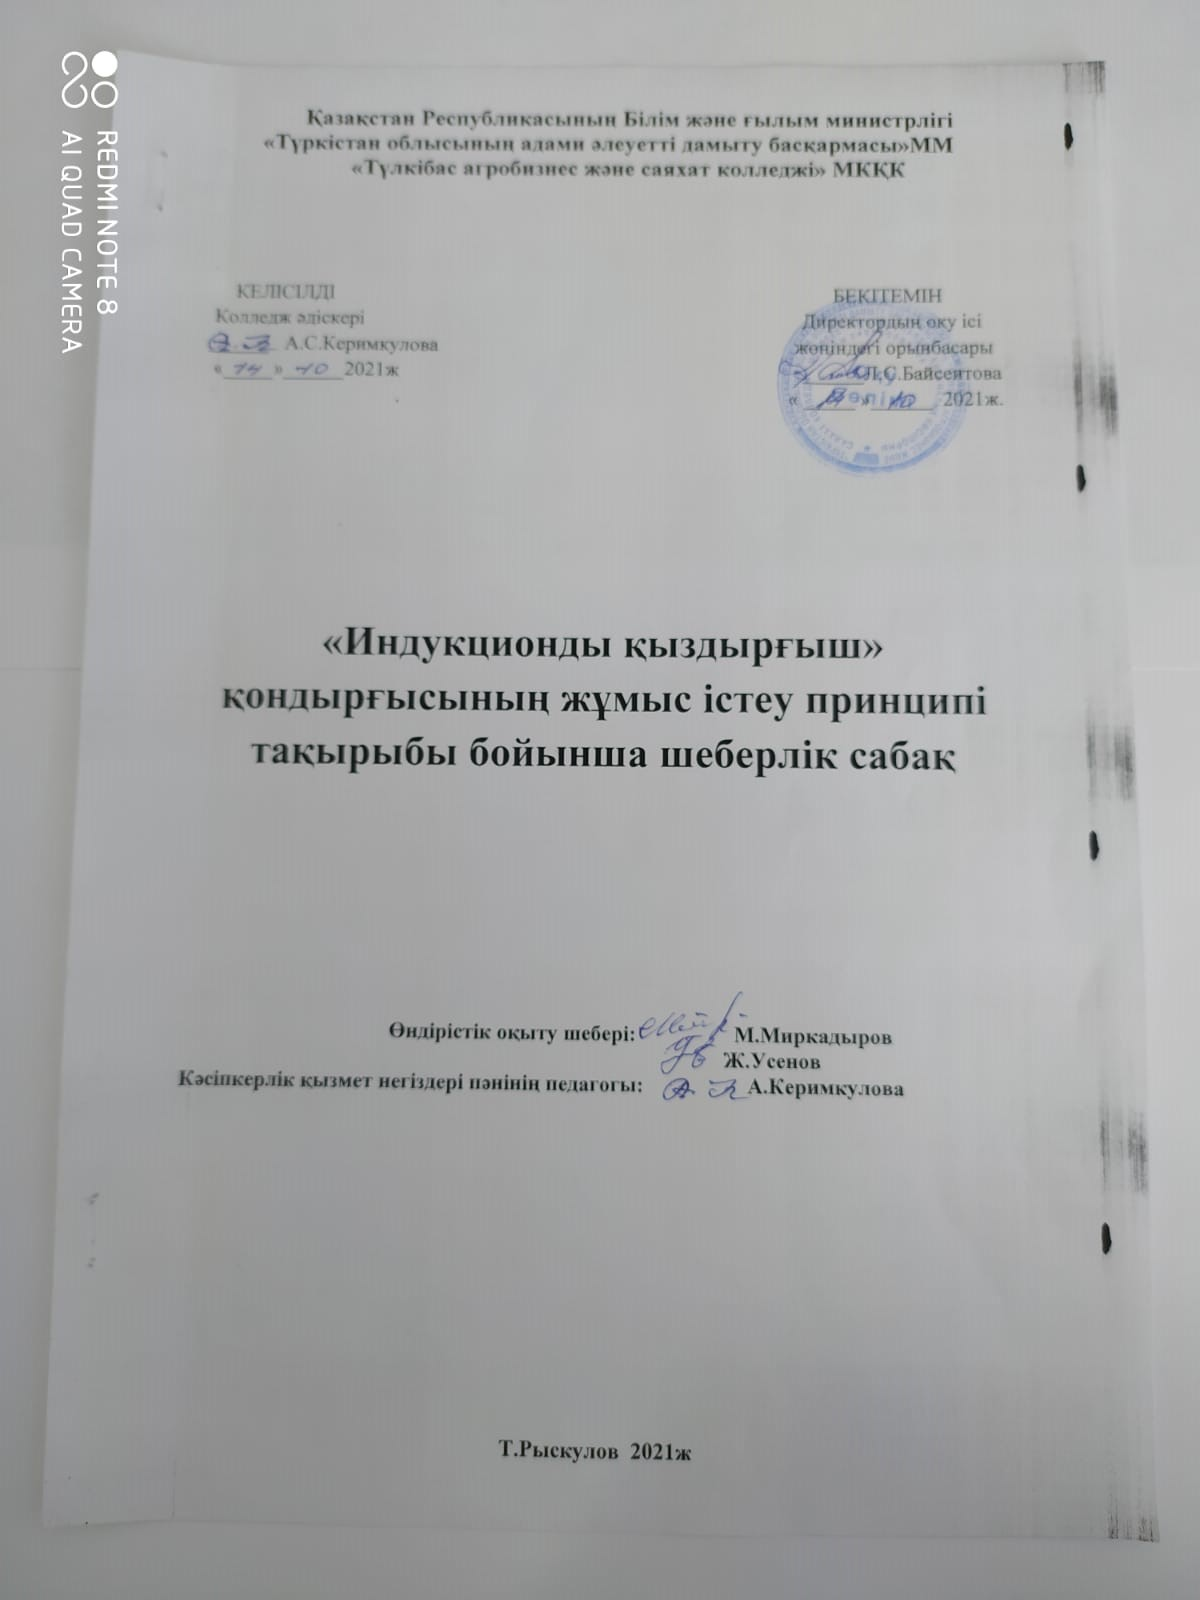 Қазақстан Республикасының Білім және ғылым министрлігі
«Түркістан облысының адами әлеуетті дамыту басқармасы»ММ
«Түлкібас агробизнес және саяхат колледжі» МКҚК
КЕЛІСІЛДІ
Колледж әдіскері
А.С.Керимкулова
«14» 10 2021ж
БЕКІТЕМІН
Директордың оқу ісі
жөніндегі орынбасары
Л.С.Байсеитова
«14» 10 2021ж.
«Индукционды қыздырғыш»
қондырғысының жұмыс істеу принципі
тақырыбы бойынша шеберлік сабақ
Өндірістік оқыту шебері: М.Миркадыров
Ж.Усенов
Кәсіпкерлік қызмет негіздері пәнінің педагогы: А.Керимкулова
Т.Рыскулов 2021ж
REDMI NOTE 8
AI QUAD CAMERA